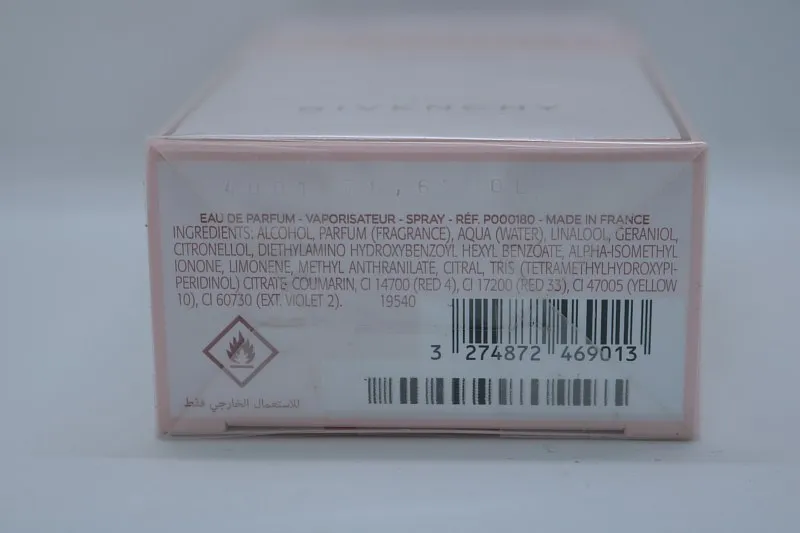 GIVENCHY
EAU DE PARFUM - VAPORISATEUR - SPRAY - RÉF. P000180 - MADE IN FRANCE
INGREDIENTS: ALCOHOL, PARFUM (FRAGRANCE), AQUA (WATER), LINALOOL, GERANIOL,
CITRONELLOL, DIETHYLAMINO HYDROXYBENZOYL HEXYL BENZOATE, ALPHA-ISOMETHYL
IONONE, LIMONENE, METHYL ANTHRANILATE, CITRAL, TRIS (TETRAMETHYLHYDROXYPI-
PERIDINOL) CITRATE, COUMARIN, CI 14700 (RED 4), CI 17200 (RED 33), CI 47005 (YELLOW
10), CI 60730 (EXT. VIOLET 2). 19540
3 274872 469013
للاستعمال الخارجي فقط